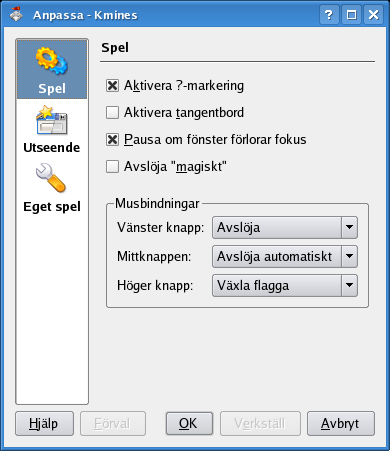 Anpassa - Kmines
Spel
Spel
Utseende
Eget spel
Aktivera ?-markering
Aktivera tangentbord
Pausa om fönster förlorar fokus
Avslöja "magiskt"
Musbindningar
Vänster knapp: Avslöja
Mittknappen: Avslöja automatiskt
Höger knapp: Växla flagga
Hjälp Förval OK Verkställ Avbryt